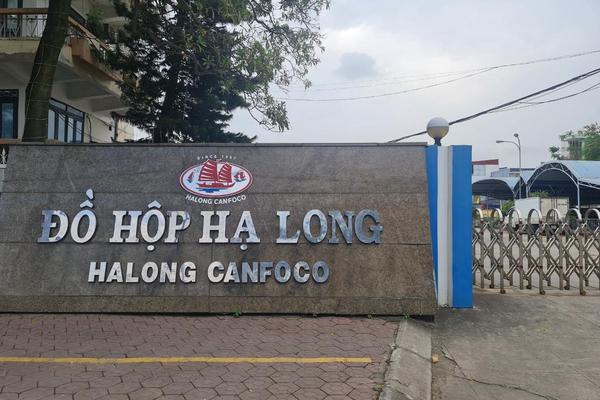 SINCE 1957
HALONG CANFOCO
ĐỒ HỘP HẠ LONG
HALONG CANFOCO